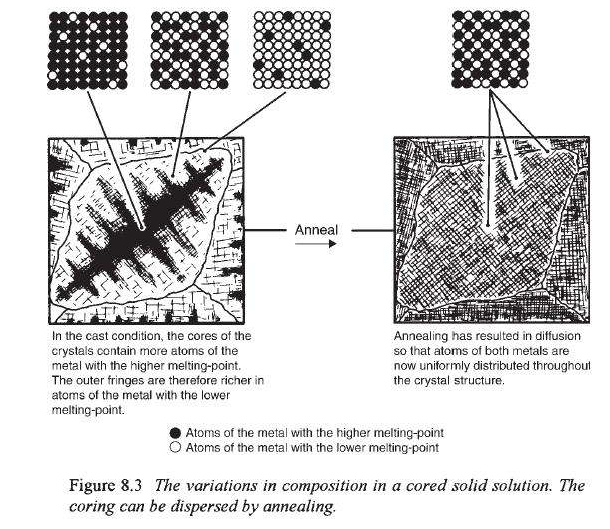 Anneal
In the cast condition, the cores of the
crystals contain more atoms of the
metal with the higher melting-point.
The outer fringes are therefore richer in
atoms of the metal with the lower
melting-point.
Annealing has resulted in diffusion
so that atoms of both metals are
now uniformly distributed throughout
the crystal structure.
Atoms of the metal with the higher melting-point
Atoms of the metal with the lower melting-point
Figure 8.3 The variations in composition in a cored solid solution. The
coring can be dispersed by annealing.